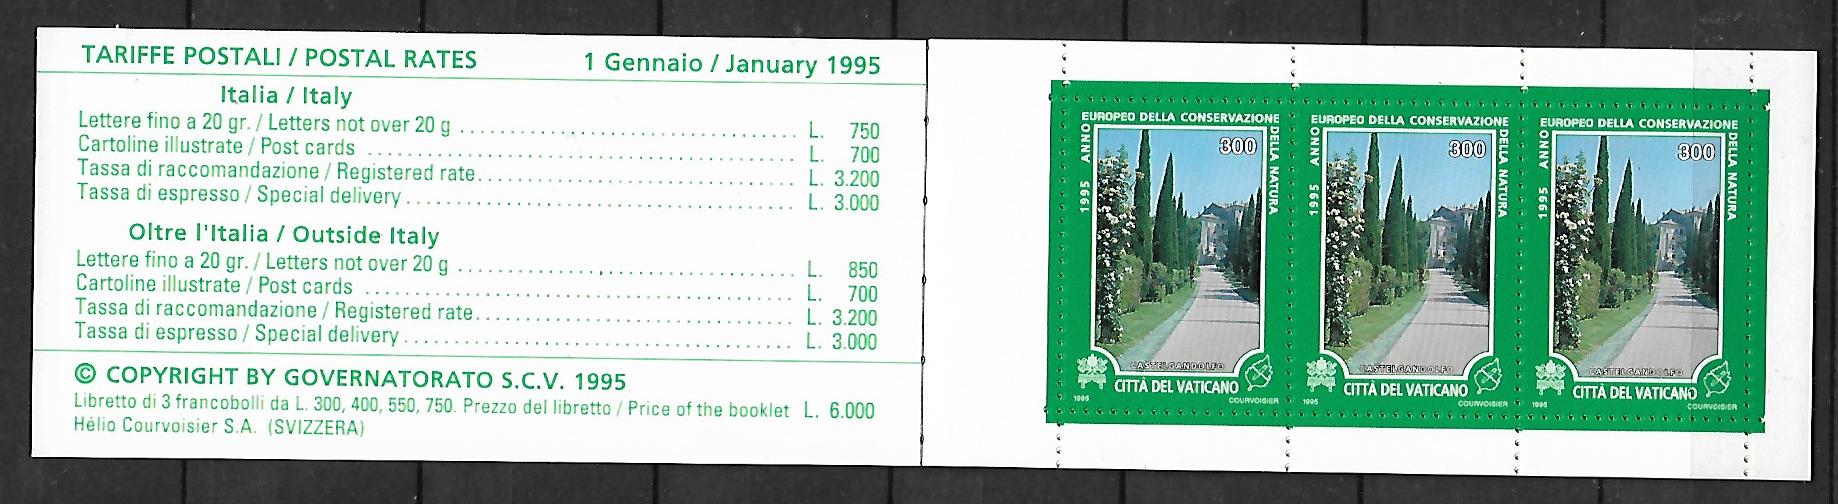 TARIFFE POSTALI / POSTAL RATES 1 Gennaio / January 1995
Italia / Italy
Lettere fino a 20 gr. / Letters not over 20 g ................................ L. 750
Cartoline illustrate / Post cards ........................................ L. 700
Tassa di raccomandazione / Registered rate.............................. L. 3.200
Tassa di espresso / Special delivery ..................................... L. 3.000
Oltre l'Italia / Outside Italy
Lettere fino a 20 gr. / Letters not over 20 g ................................ L. 850
Cartoline illustrate / Post cards ........................................ L. 700
Tassa di raccomandazione / Registered rate.............................. L. 3.200
Tassa di espresso / Special delivery ..................................... L. 3.000
© COPYRIGHT BY GOVERNATORATO S.C.V. 1995
Libretto di 3 francobolli da L. 300, 400, 550, 750. Prezzo del libretto / Price of the booklet L. 6.000
Hélio Courvoisier S.A. (SVIZZERA)
1995 ANNO EUROPEO DELLA CONSERVAZIONE DELLA NATURA
300
CASTELGANDOLFO
CITTÀ DEL VATICANO
1995 COURVOISIER
1995 ANNO EUROPEO DELLA CONSERVAZIONE DELLA NATURA
300
CASTELGANDOLFO
CITTÀ DEL VATICANO
1995 COURVOISIER
1995 ANNO EUROPEO DELLA CONSERVAZIONE DELLA NATURA
300
CASTELGANDOLFO
CITTÀ DEL VATICANO
1995 COURVOISIER